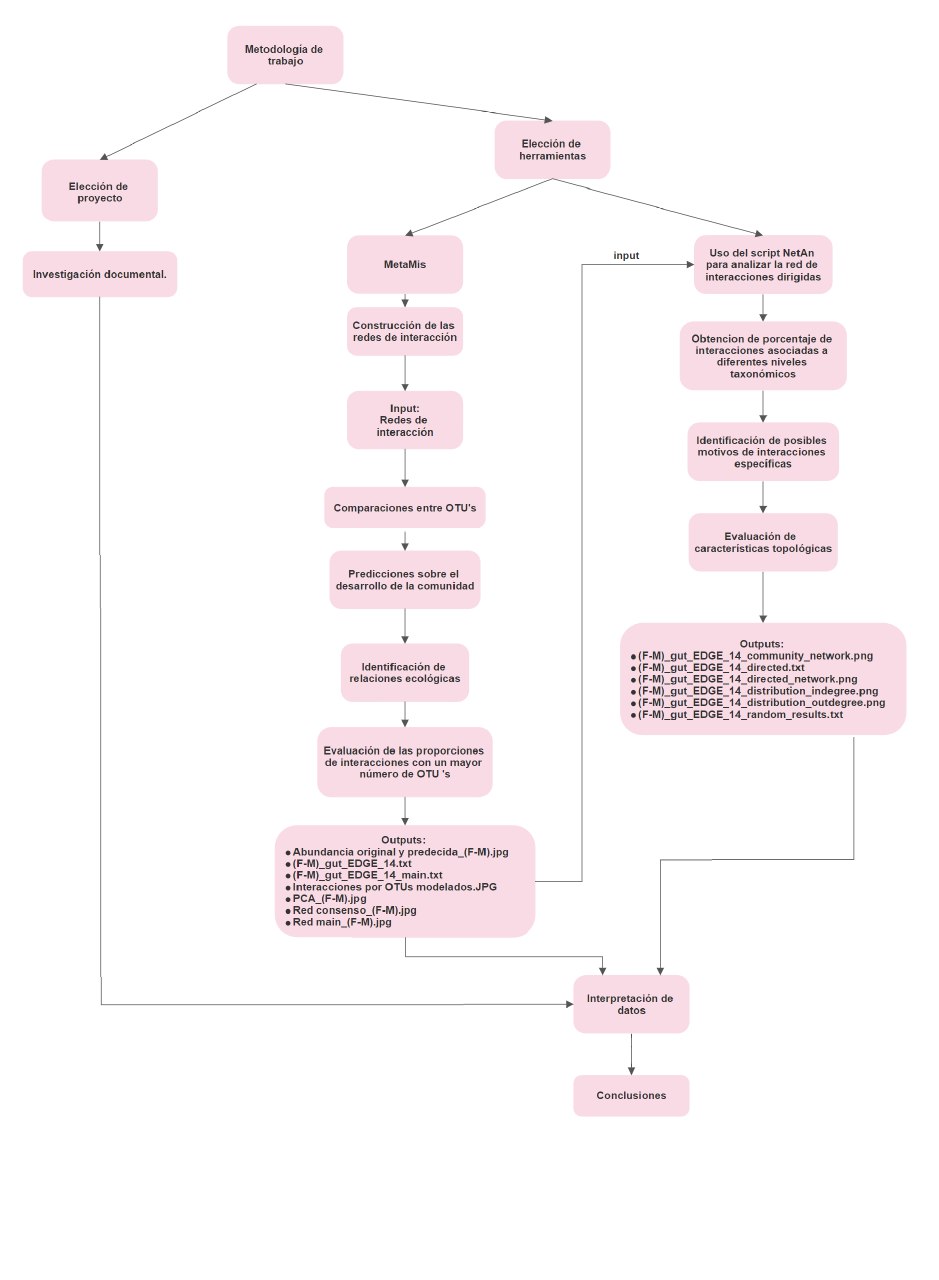 Metodología de
trabajo
Elección de
herramientas
Elección de
proyecto
Investigación documental.
MetaMis
Construcción de las
redes de interacción
Input:
Redes de
interacción
Comparaciones entre OTU's
Predicciones sobre el
desarrollo de la comunidad
Identificación de
relaciones ecológicas
Evaluación de las proporciones
de interacciones con un mayor
número de OTU 's
Outputs:
● Abundancia original y predecida_(F-M).jpg
● (F-M)_gut_EDGE_14.txt
● (F-M)_gut_EDGE_14_main.txt
● Interacciones por OTUs modelados.JPG
● PCA_(F-M).jpg
● Red consenso_(F-M).jpg
● Red main_(F-M).jpg
input
Uso del script NetAn
para analizar la red de
interacciones dirigidas
Obtencion de porcentaje de
interacciones asociadas a
diferentes niveles
taxonómicos
Identificación de posibles
motivos de interacciones
específicas
Evaluación de
características topológicas
Outputs:
● (F-M)_gut_EDGE_14_community_network.png
● (F-M)_gut_EDGE_14_directed.txt
● (F-M)_gut_EDGE_14_directed_network.png
● (F-M)_gut_EDGE_14_distribution_indegree.png
● (F-M)_gut_EDGE_14_distribution_outdegree.png
● (F-M)_gut_EDGE_14_random_results.txt
Interpretación de
datos
Conclusiones